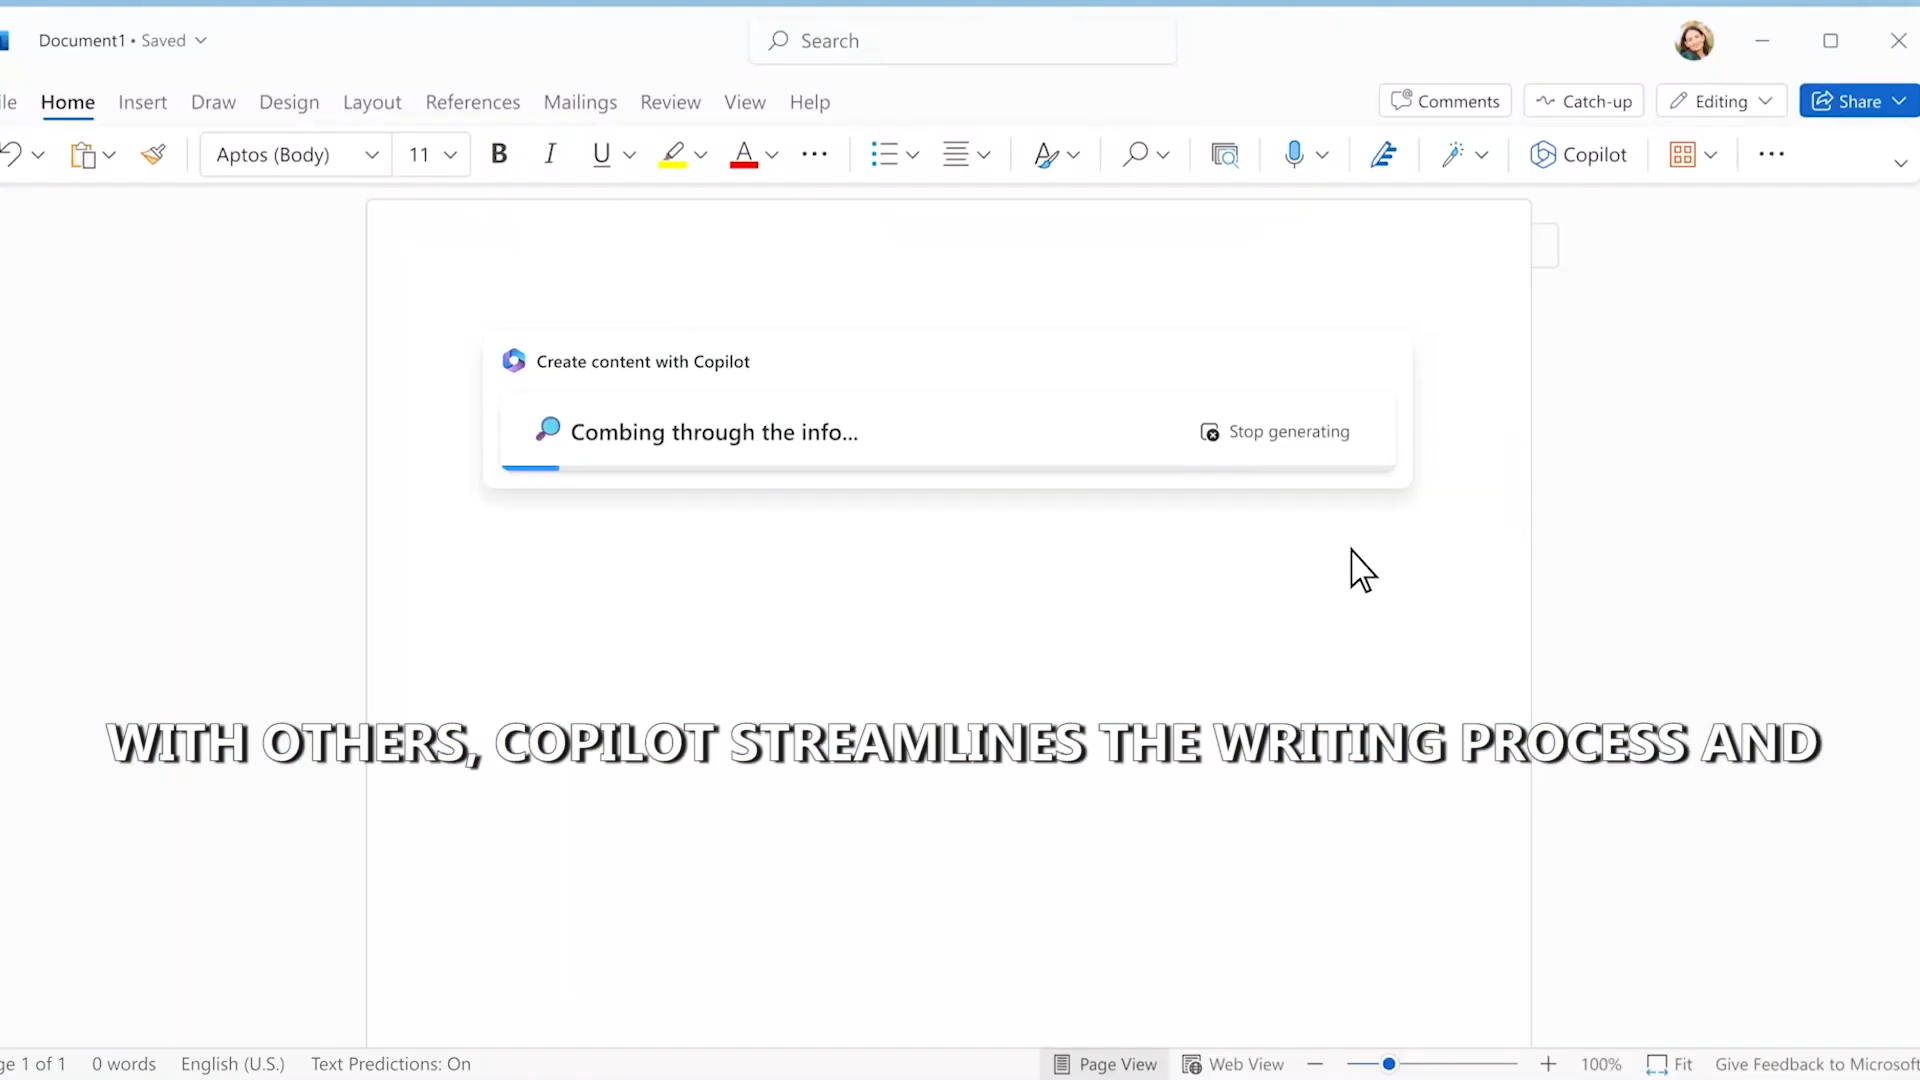 Document1 • Saved
Search
Home Insert Draw Design Layout References Mailings Review View Help
Comments Catch-up Editing Share
Aptos (Body) 11 B I U A Copilot
Create content with Copilot
Combing through the info...
Stop generating
WITH OTHERS, COPILOT STREAMLINES THE WRITING PROCESS AND
1 of 1 0 words English (U.S.) Text Predictions: On Page View Web View 100% Fit Give Feedback to Microsoft